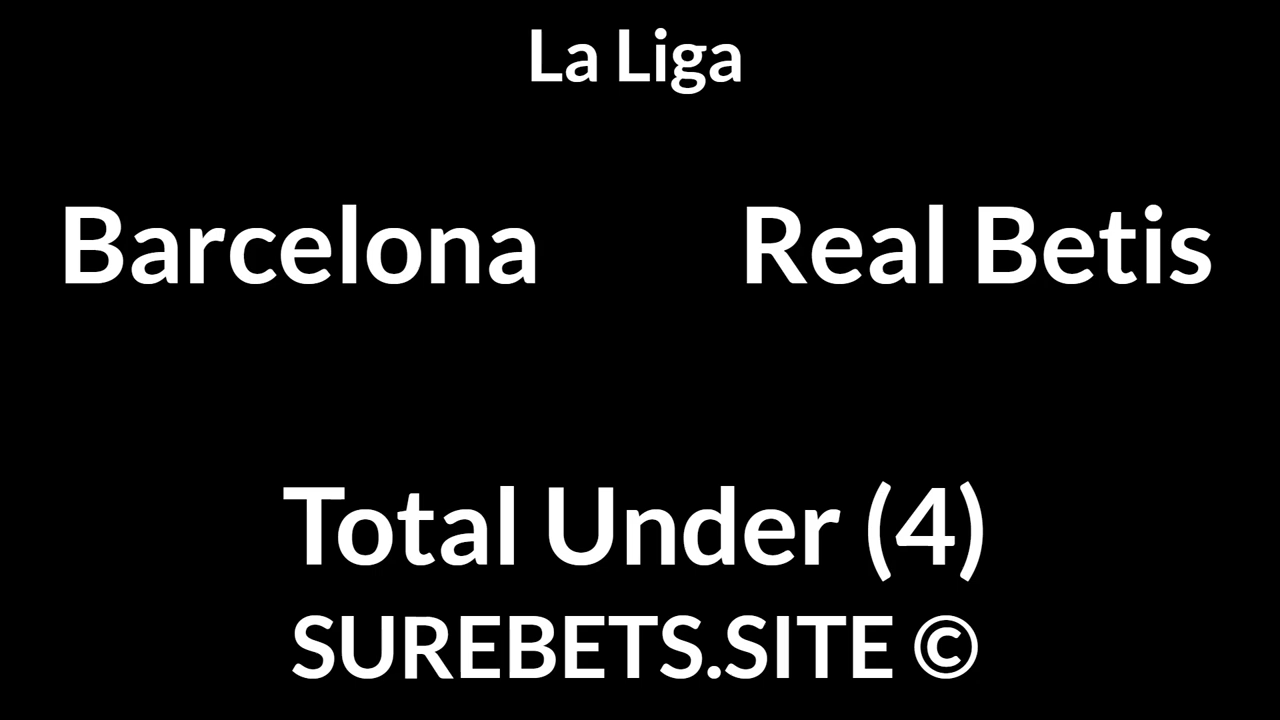 La Liga
Barcelona Real Betis
Total Under (4)
SUREBETS.SITE ©